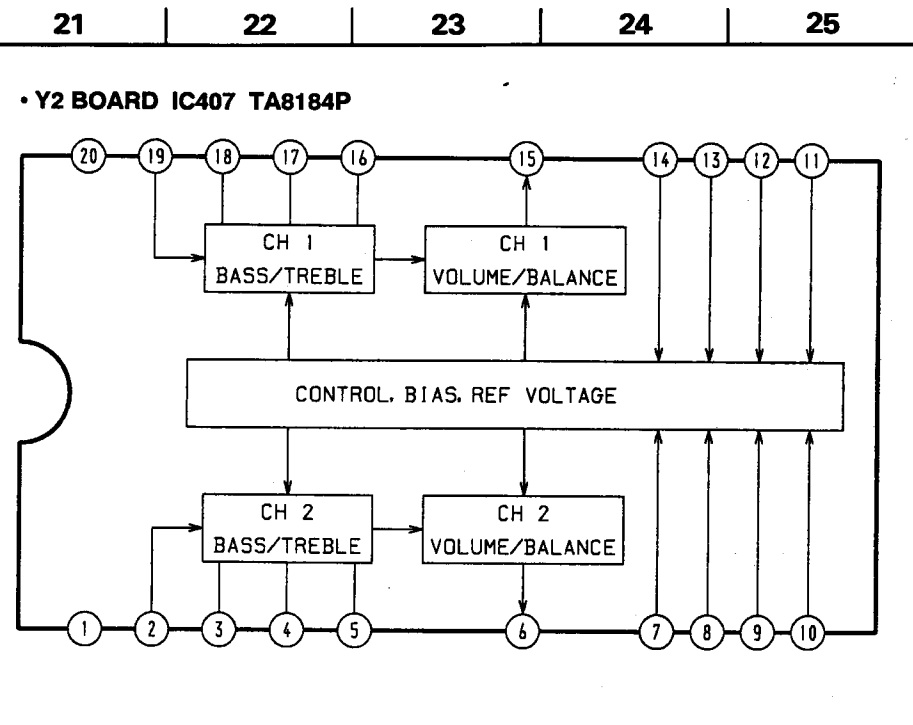 21 22 23 24 25
• Y2 BOARD IC407 TA8184P
20 19 18 17 16 15 14 13 12 11
CH 1
BASS/TREBLE
CH 1
VOLUME/BALANCE
CONTROL, BIAS, REF VOLTAGE
CH 2
BASS/TREBLE
CH 2
VOLUME/BALANCE
1 2 3 4 5 6 7 8 9 10